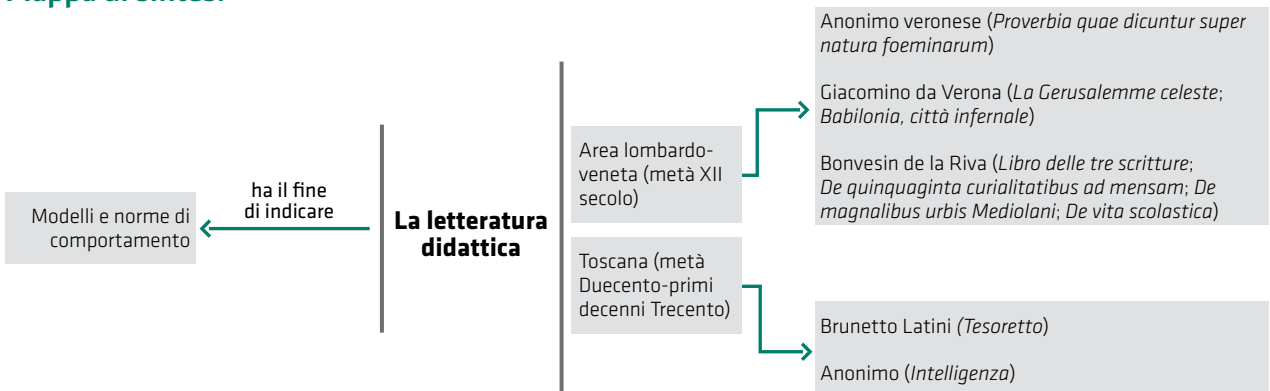 Modelli e norme di
comportamento
ha il fine
di indicare
La letteratura
didattica
Area lombardo-
veneta (metà XII
secolo)
Anonimo veronese (Proverbia quae dicuntur super
natura foeminarum)
Giacomino da Verona (La Gerusalemme celeste;
Babilonia, città infernale)
Bonvesin de la Riva (Libro delle tre scritture;
De quinquaginta curialitatibus ad mensam; De
magnalibus urbis Mediolani; De vita scolastica)
Toscana (metà
Duecento-primi
decenni Trecento)
Brunetto Latini (Tesoretto)
Anonimo (Intelligenza)